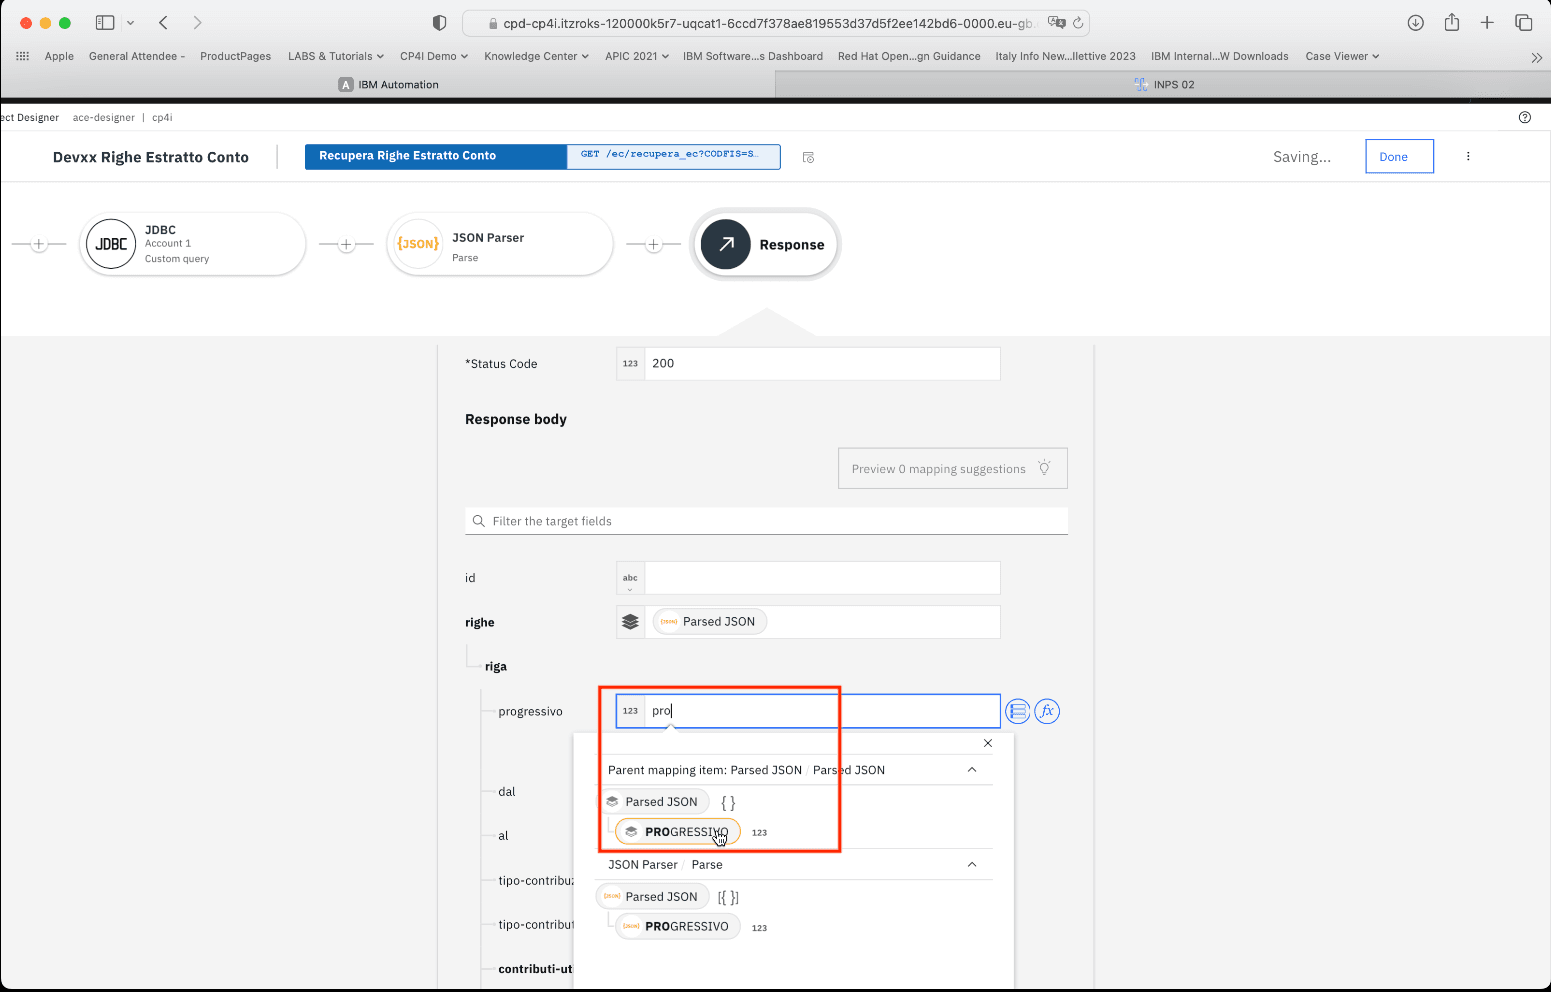 cpd-cp4i.itzroks-120000k5r7-uqcat1-6ccd7f378ae819553d37d5f2ee142bd6-0000.eu-gb.
Apple General Attendee - ProductPages LABS & Tutorials CP4I Demo Knowledge Center APIC 2021 IBM Software...s Dashboard Red Hat Open...gn Guidance Italy Info New...llettive 2023 IBM Internal...W Downloads Case Viewer
A IBM Automation INPS 02
ect Designer ace-designer | cp4i
Devxx Righe Estratto Conto Recupera Righe Estratto Conto GET /ec/recupera_ec?CODFIS=S… Saving... Done
JDBC
JDBC
Account 1
Custom query
{JSON}
JSON Parser
Parse
Response
*Status Code 123 200
Response body
Preview 0 mapping suggestions
Filter the target fields
id abc
righe {JSON} Parsed JSON
riga
progressivo 123 pro fx
Parent mapping item: Parsed JSON / Parsed JSON
dal Parsed JSON { }
al PROGRESSIVO 123
JSON Parser / Parse
tipo-contribuz {JSON} Parsed JSON [{ }]
tipo-contribut {JSON} PROGRESSIVO 123
contributi-ut